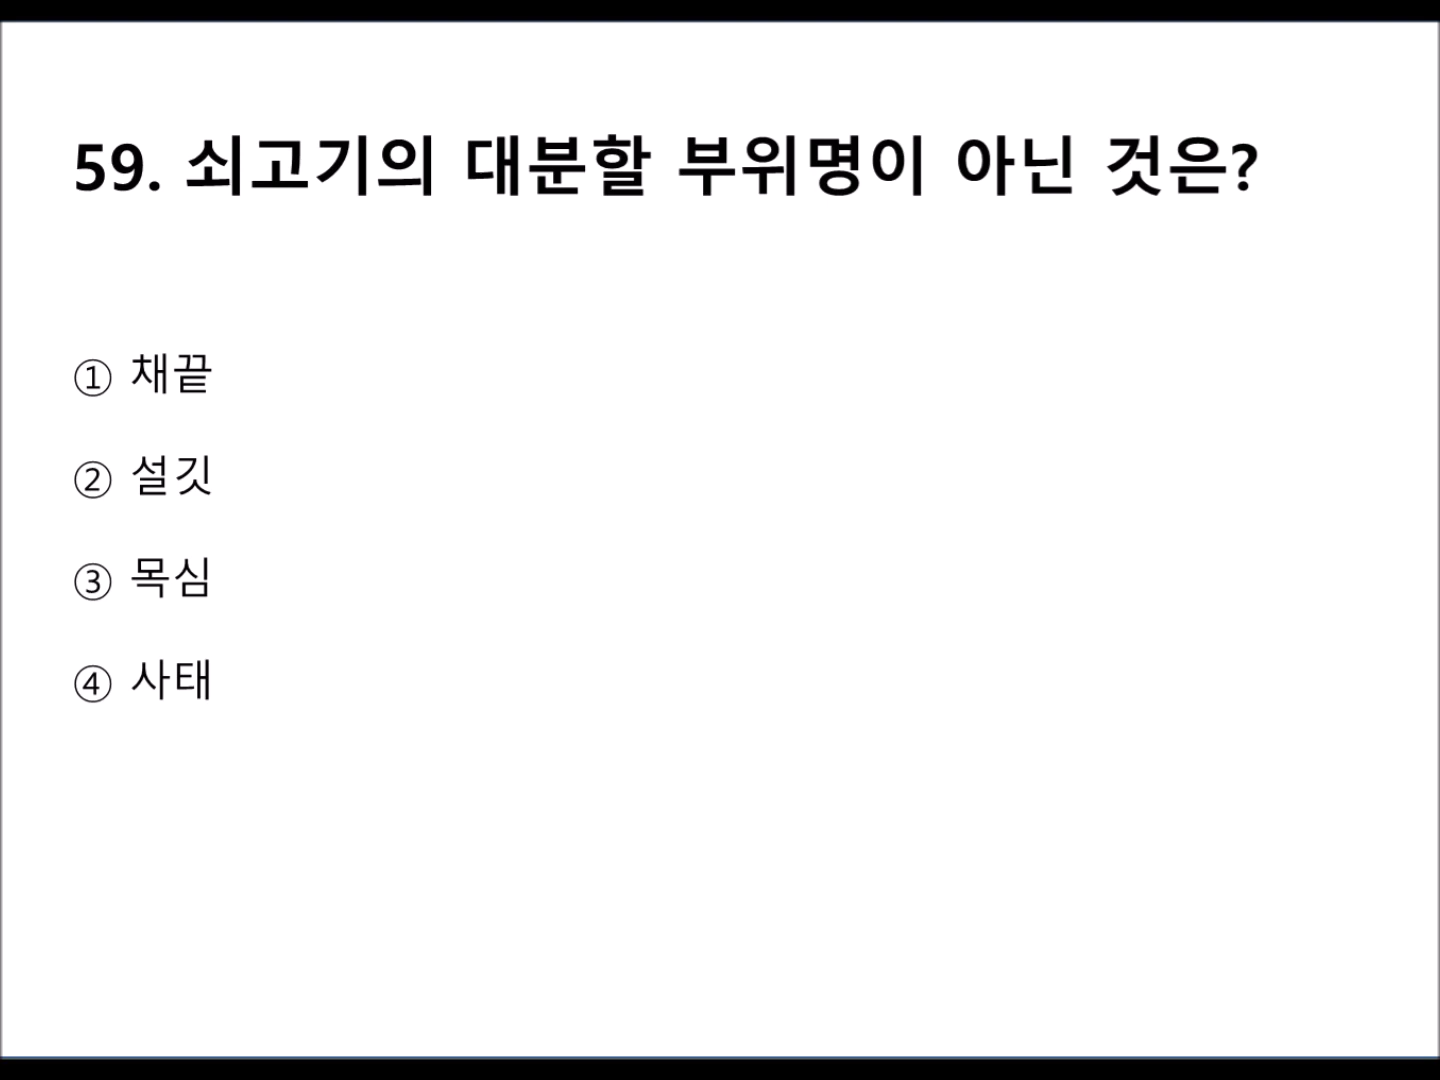 59. 쇠고기의 대분할 부위명이 아닌 것은?
① 채끝
② 설깃
③ 목심
④ 사태